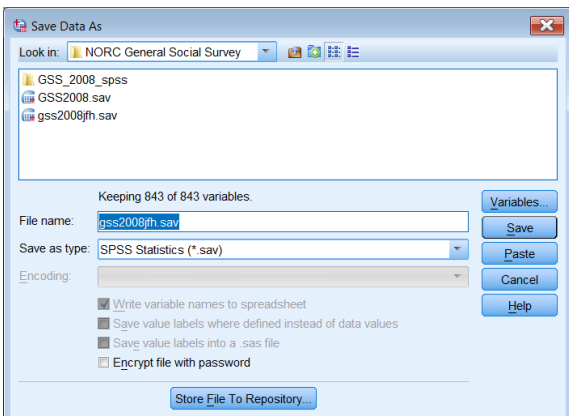 Save Data As
Look in: NORC General Social Survey
GSS_2008_spss
GSS2008.sav
gss2008jfh.sav
Keeping 843 of 843 variables.
Variables...
File name: gss2008jfh.sav
Save
Save as type: SPSS Statistics (*.sav)
Paste
Encoding:
Cancel
Write variable names to spreadsheet
Help
Save value labels where defined instead of data values
Save value labels into a .sas file
Encrypt file with password
Store File To Repository...